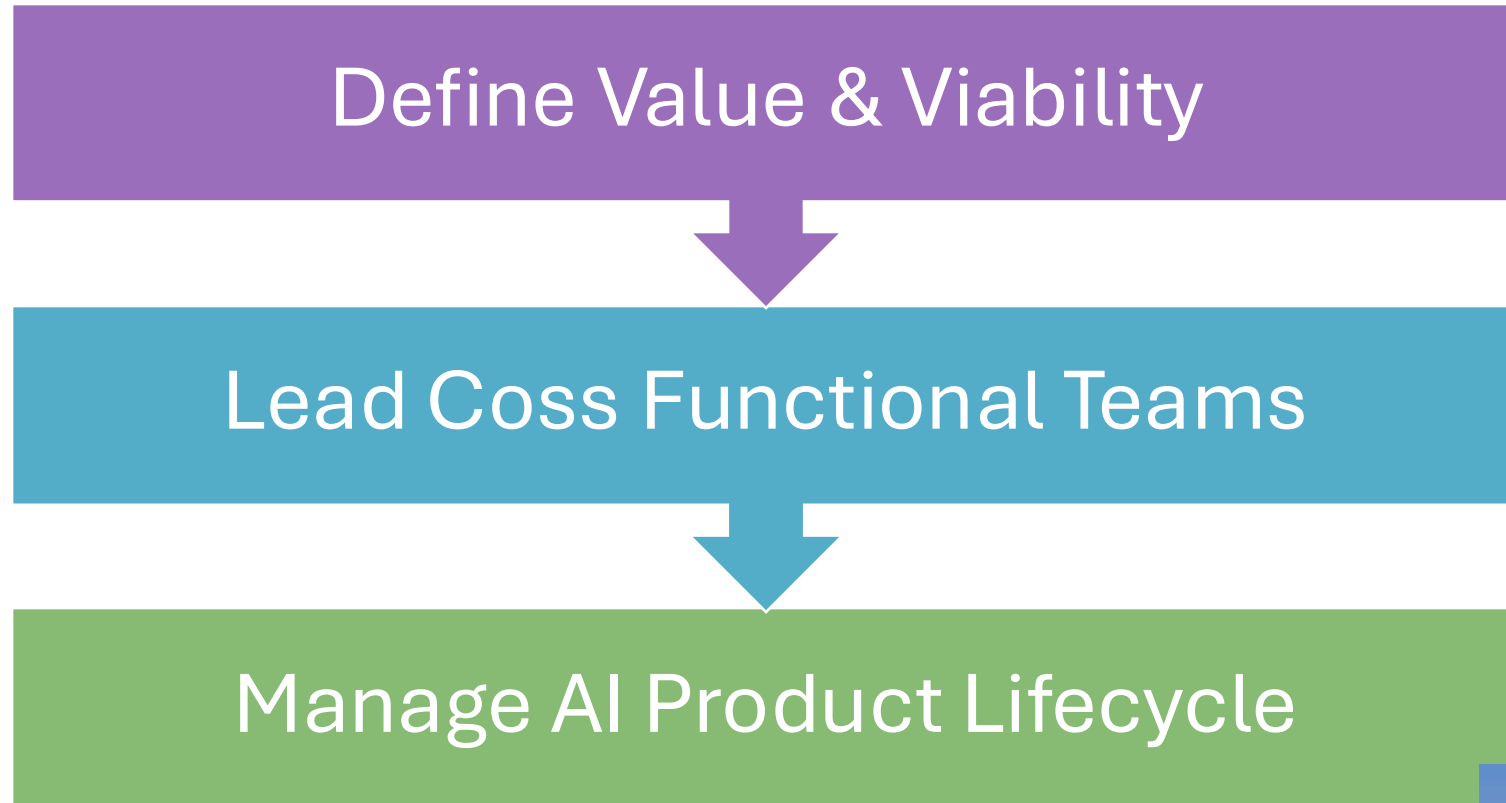 Define Value & Viability
Lead Coss Functional Teams
Manage AI Product Lifecycle